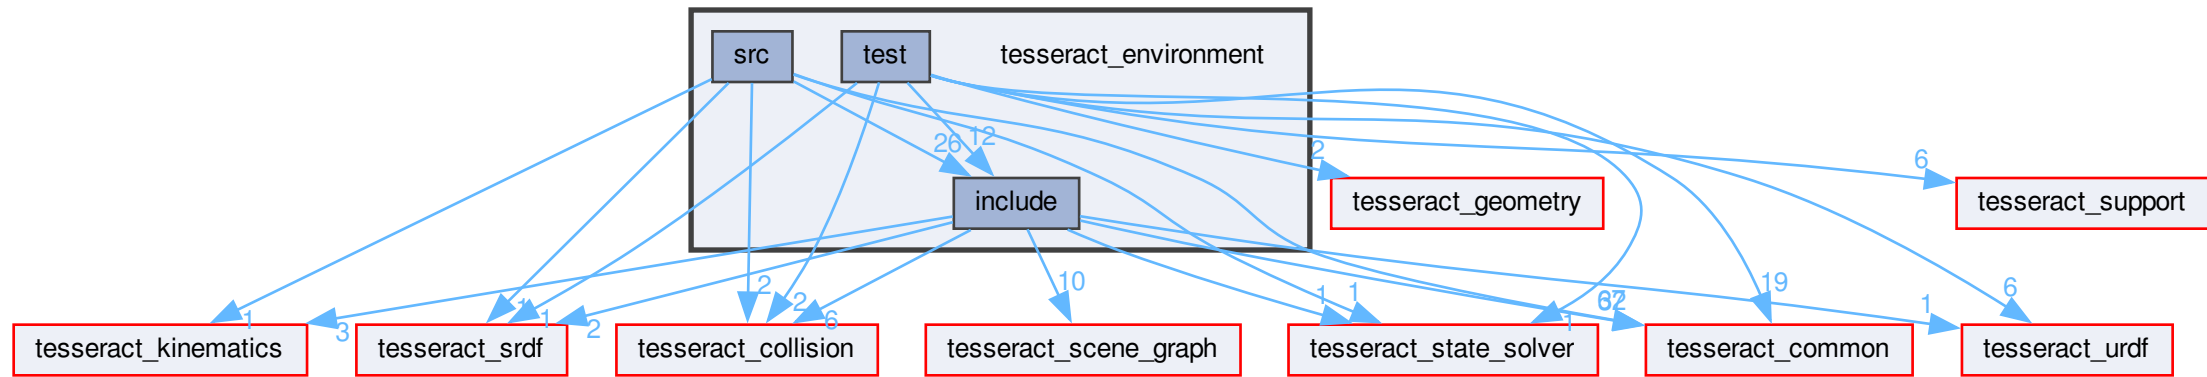 src
test
tesseract_environment
26
12
2
6
include
tesseract_geometry
tesseract_support
1
3
1
1
2
2
2
6
10
1
1
1
19
1
6
tesseract_kinematics
tesseract_srdf
tesseract_collision
tesseract_scene_graph
tesseract_state_solver
tesseract_common
tesseract_urdf